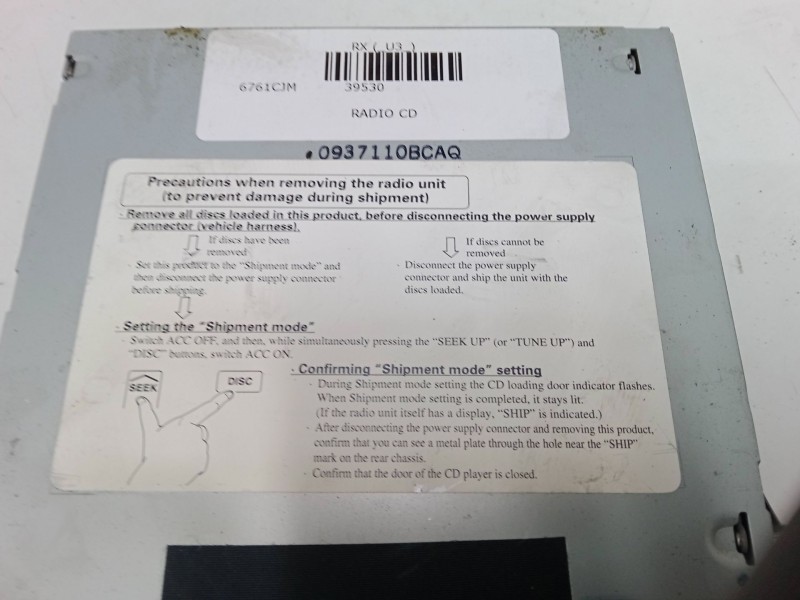 RX ( U3 )
6761CJM 39530
RADIO CD
•0937110BCAQ
Precautions when removing the radio unit
(to prevent damage during shipment)
· Remove all discs loaded in this product, before disconnecting the power supply
connector (vehicle harness).
If discs have been
removed
· Set this product to the “Shipment mode” and
then disconnect the power supply connector
before shipping.
If discs cannot be
removed
· Disconnect the power supply
connector and ship the unit with the
discs loaded.
· Setting the “Shipment mode”
· Switch ACC OFF, and then, while simultaneously pressing the “SEEK UP” (or “TUNE UP”) and
“DISC” buttons, switch ACC ON.
SEEK
DISC
· Confirming “Shipment mode” setting
· During Shipment mode setting the CD loading door indicator flashes.
When Shipment mode setting is completed, it stays lit.
(If the radio unit itself has a display, “SHIP” is indicated.)
· After disconnecting the power supply connector and removing this product,
confirm that you can see a metal plate through the hole near the “SHIP”
mark on the rear chassis.
· Confirm that the door of the CD player is closed.